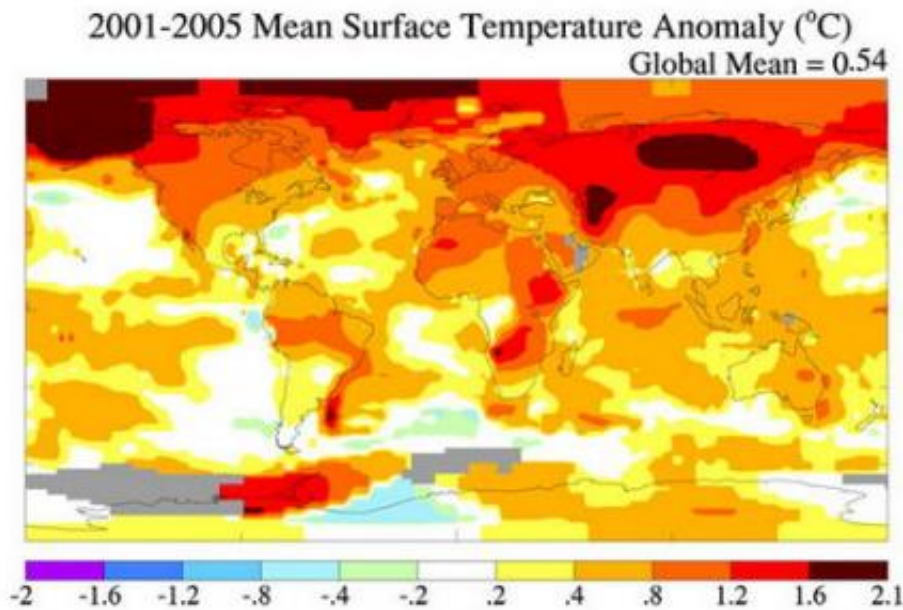 2001-2005 Mean Surface Temperature Anomaly (°C)
Global Mean = 0.54
-2 -1.6 -1.2 -.8 -.4 -.2 .2 .4 .8 1.2 1.6 2.1